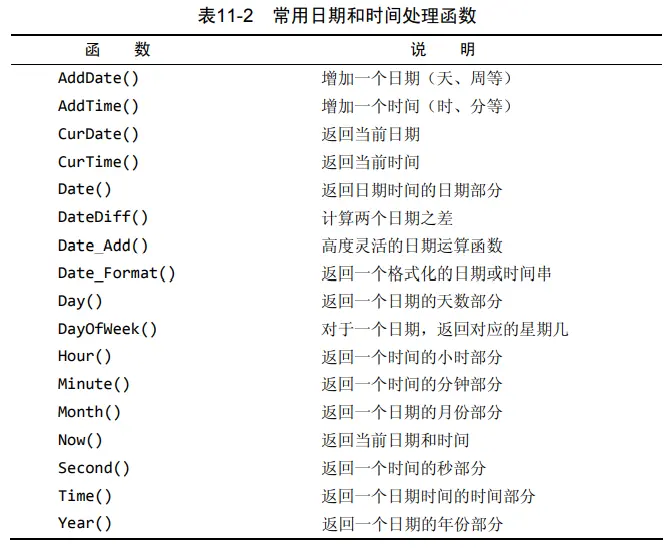 表11-2 常用日期和时间处理函数
函 数 说 明
AddDate() 增加一个日期（天、周等）
AddTime() 增加一个时间（时、分等）
CurDate() 返回当前日期
CurTime() 返回当前时间
Date() 返回日期时间的日期部分
DateDiff() 计算两个日期之差
Date_Add() 高度灵活的日期运算函数
Date_Format() 返回一个格式化的日期或时间串
Day() 返回一个日期的天数部分
DayOfWeek() 对于一个日期，返回对应的星期几
Hour() 返回一个时间的小时部分
Minute() 返回一个时间的分钟部分
Month() 返回一个日期的月份部分
Now() 返回当前日期和时间
Second() 返回一个时间的秒部分
Time() 返回一个日期时间的时间部分
Year() 返回一个日期的年份部分